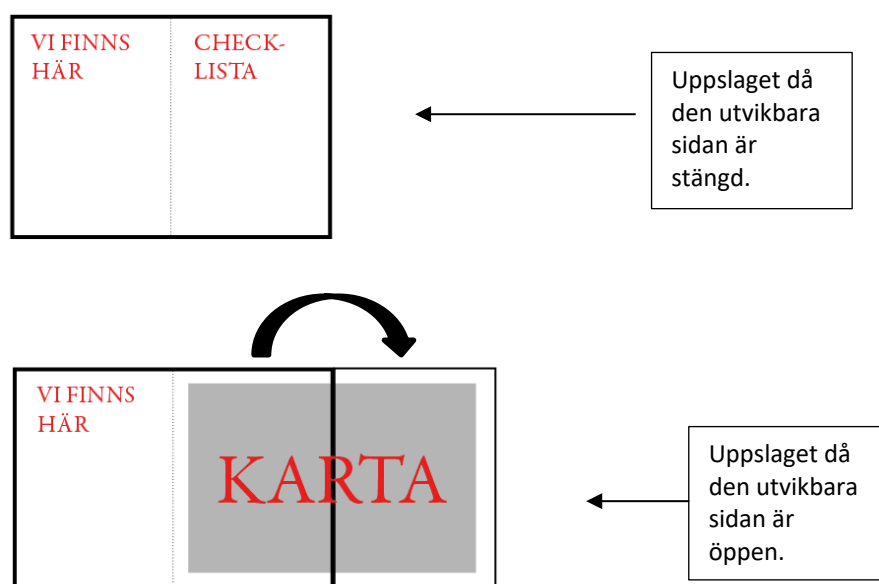 VI FINNS
HÄR
CHECK-
LISTA
Uppslaget då
den utvikbara
sidan är
stängd.
VI FINNS
HÄR
KARTA
Uppslaget då
den utvikbara
sidan är
öppen.